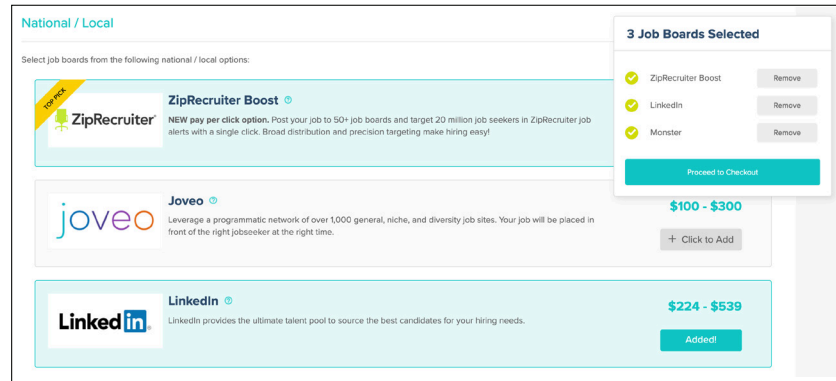 National / Local
Select job boards from the following national / local options:
TOP PICK
ZipRecruiter
ZipRecruiter Boost
NEW pay per click option. Post your job to 50+ job boards and target 20 million job seekers in ZipRecruiter job
alerts with a single click. Broad distribution and precision targeting make hiring easy!
3 Job Boards Selected
ZipRecruiter Boost Remove
LinkedIn Remove
Monster Remove
Proceed to Checkout
joveo
Joveo
Leverage a programmatic network of over 1,000 general, niche, and diversity job sites. Your job will be placed in
front of the right jobseeker at the right time.
$100 - $300
+ Click to Add
Linked in
LinkedIn
LinkedIn provides the ultimate talent pool to source the best candidates for your hiring needs.
$224 - $539
Added!